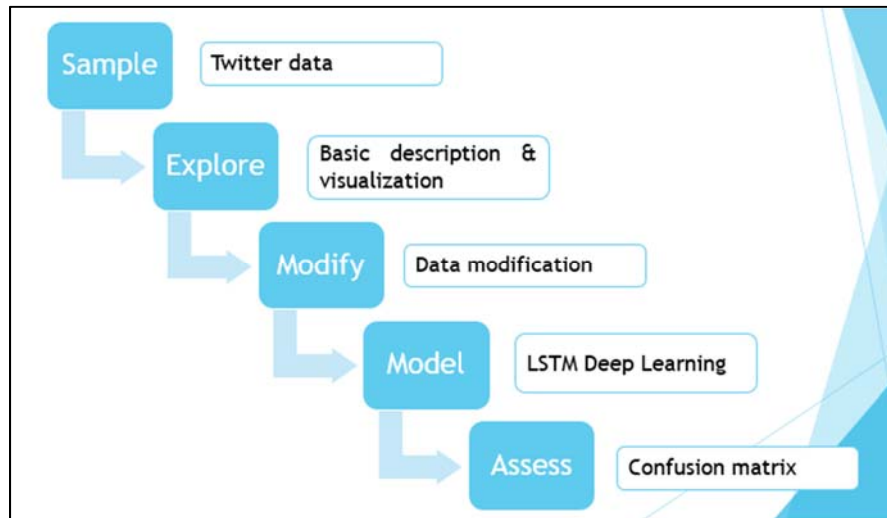 Sample
Twitter data
Explore
Basic description &
visualization
Modify
Data modification
Model
LSTM Deep Learning
Assess
Confusion matrix